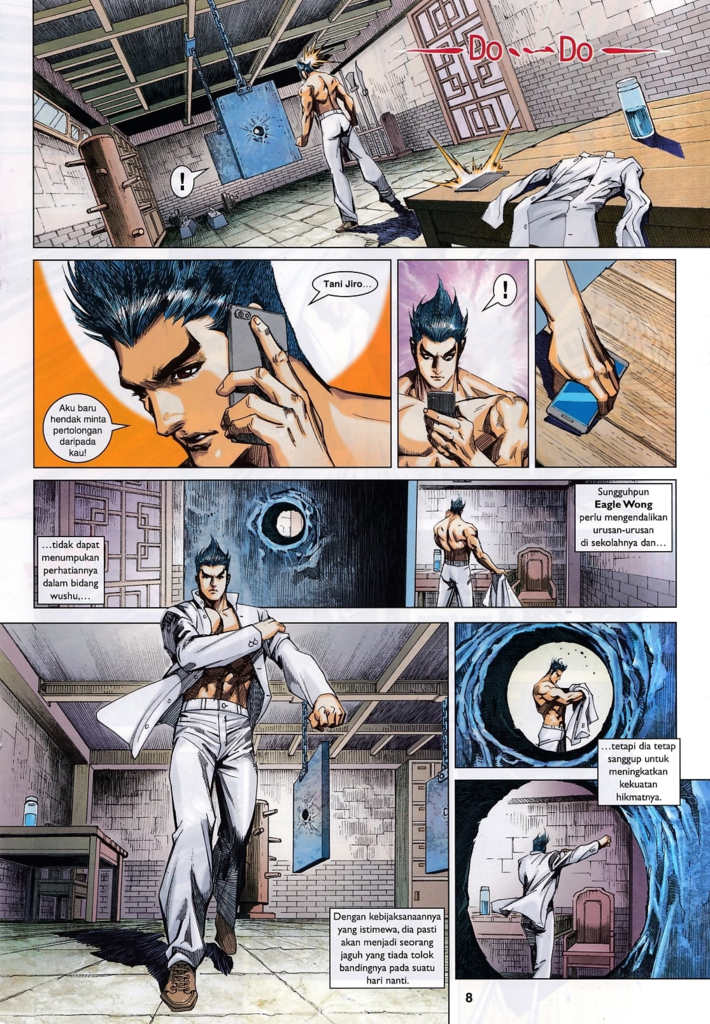 Do Do
!
Tani Jiro...
Aku baru
hendak minta
pertolongan
daripada
kau!
!
...tidak dapat
menumpukan
perhatiannya
dalam bidang
wushu,...
Sungguhpun
Eagle Wong
perlu mengendalikan
urusan-urusan
di sekolahnya dan...
...tetapi dia tetap
sanggup untuk
meningkatkan
kekuatan
hikmatnya.
Dengan kebijaksanaannya
yang istimewa, dia pasti
akan menjadi seorang
jaguh yang tiada tolok
bandingnya pada suatu
hari nanti.
8